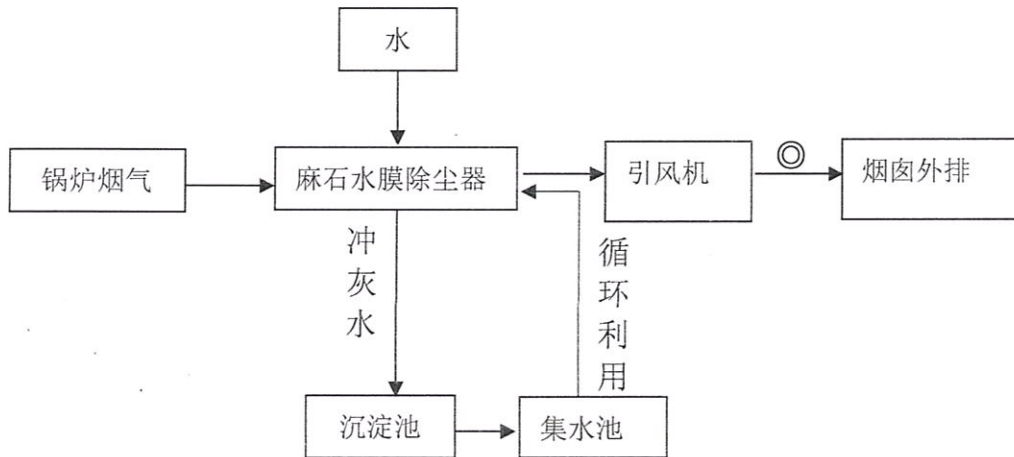 水
锅炉烟气
麻石水膜除尘器
引风机
◎
烟囱外排
冲灰水
循环利用
沉淀池
集水池